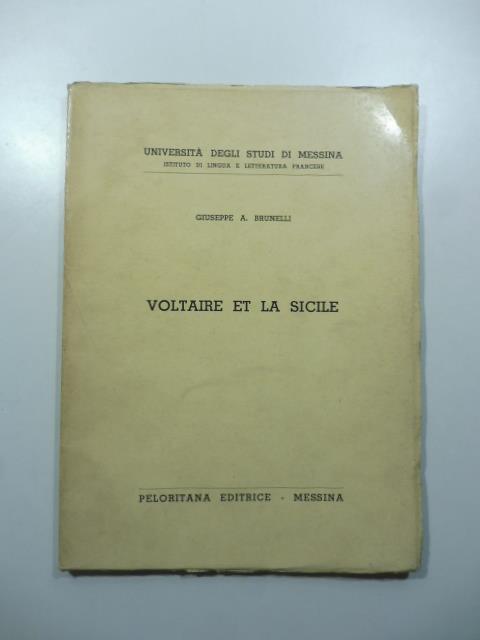 UNIVERSITÀ DEGLI STUDI DI MESSINA
ISTITUTO DI LINGUA E LETTERATURA FRANCESE
GIUSEPPE A. BRUNELLI
VOLTAIRE ET LA SICILE
PELORITANA EDITRICE - MESSINA